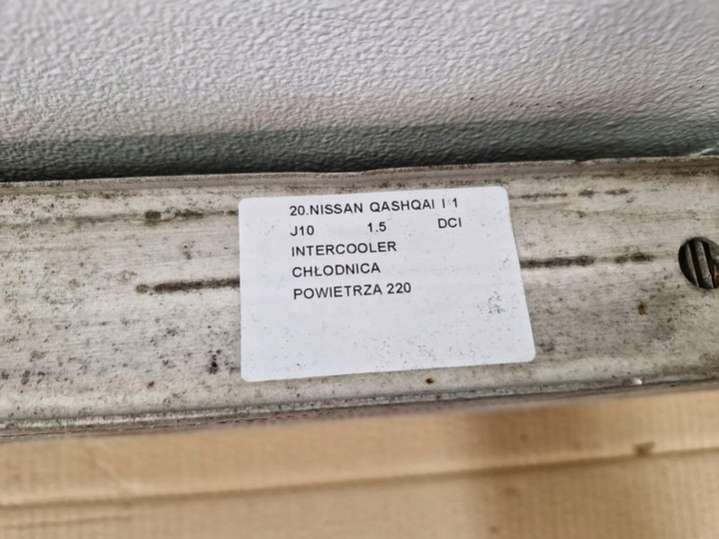 20.NISSAN QASHQAI I 1
J10 1.5 DCI
INTERCOOLER
CHŁODNICA
POWIETRZA 220